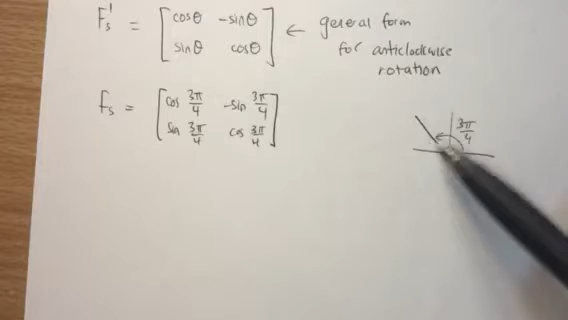 Fs' = [cosθ -sinθ
sinθ cosθ] ← general form
for anticlockwise
rotation
fs = [cos 3π/4 -sin 3π/4
sin 3π/4 cos 3π/4]
3π/4